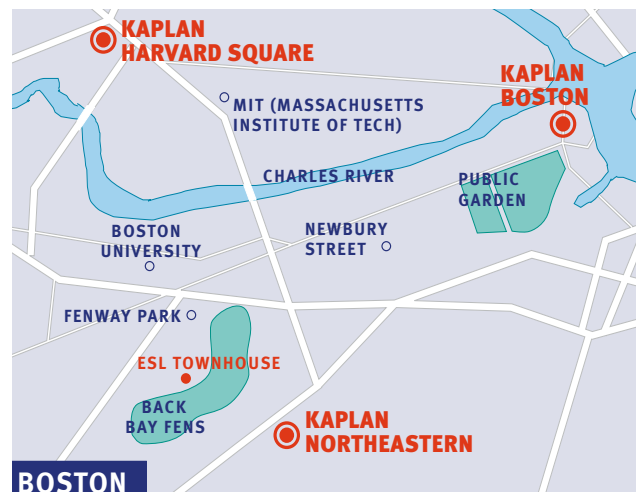 KAPLAN
HARVARD SQUARE
KAPLAN
BOSTON
MIT (MASSACHUSETTS
INSTITUTE OF TECH)
CHARLES RIVER
PUBLIC
GARDEN
BOSTON
UNIVERSITY
NEWBURY
STREET
FENWAY PARK
ESL TOWNHOUSE
BACK
BAY FENS
KAPLAN
NORTHEASTERN
BOSTON